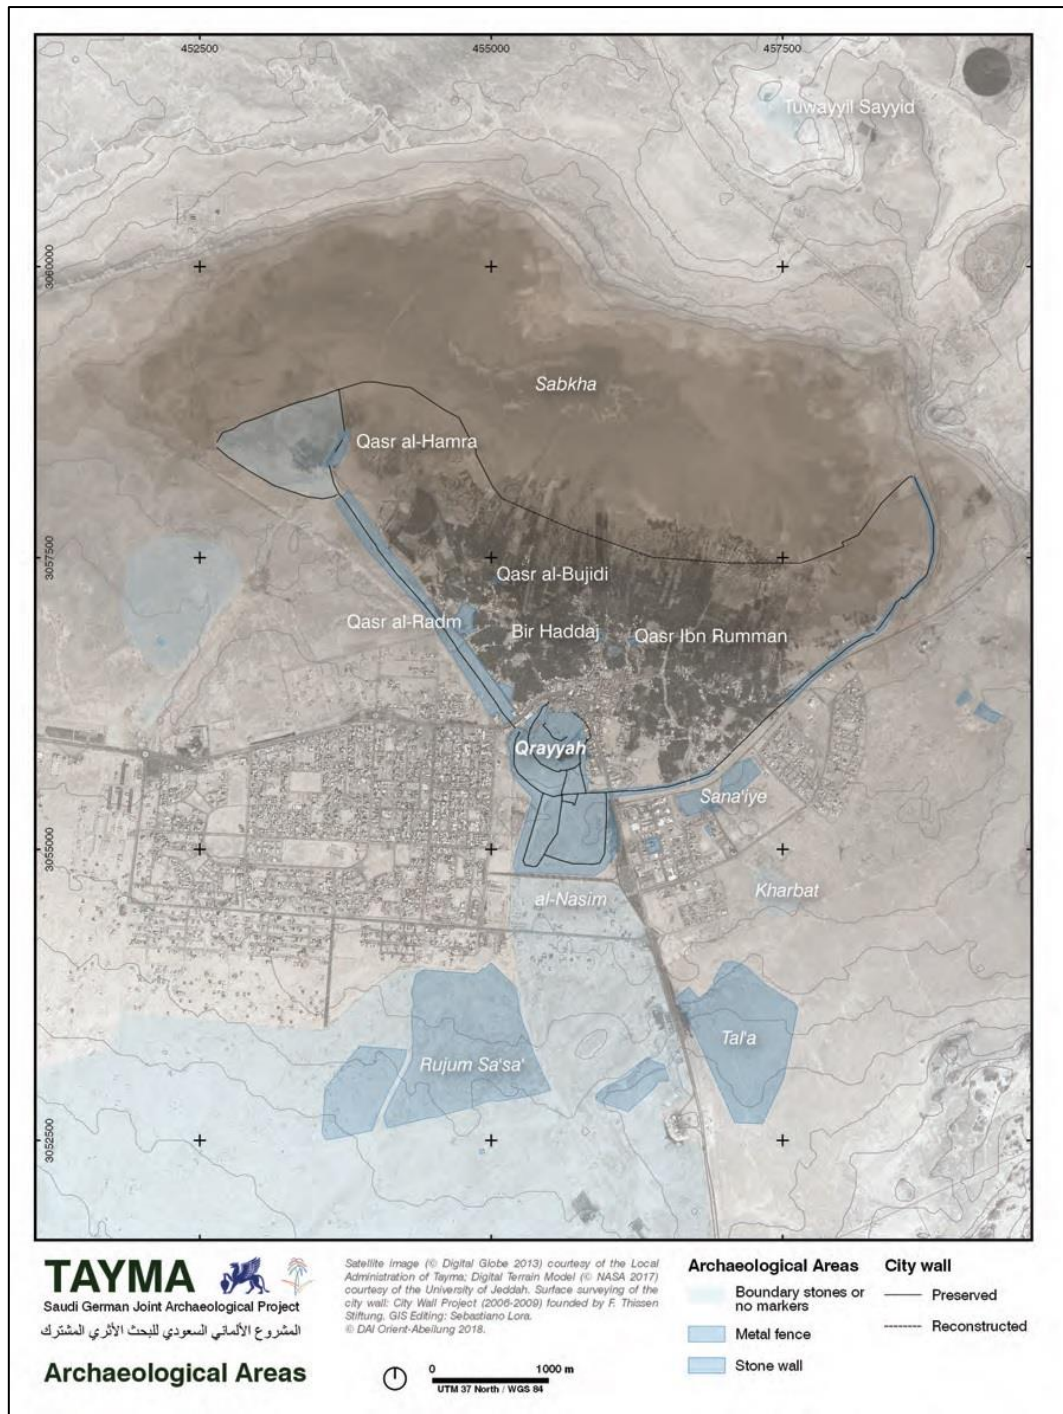 452500 455000 457500
Tuwayyil Sayyid
3060000
Sabkha
Qasr al-Hamra
3057500
Qasr al-Bujidi
Qasr al-Radm
Bir Haddaj
Qasr Ibn Rumman
Qrayyah
Sana'iye
3055000
Kharbat
al-Nasim
Tal'a
Rujum Sa'sa'
3052500
TAYMA
Saudi German Joint Archaeological Project
المشروع الألماني السعودي للبحث الأثري المشترك
Archaeological Areas
Satellite Image (© Digital Globe 2013) courtesy of the Local
Administration of Tayma; Digital Terrain Model (© NASA 2017)
courtesy of the University of Jeddah. Surface surveying of the
city wall: City Wall Project (2006-2009) founded by F. Thissen
Stiftung. GIS Editing: Sebastiano Lora.
© DAI Orient-Abeilung 2018.
0 1000 m
UTM 37 North / WGS 84
Archaeological Areas
Boundary stones or
no markers
Metal fence
Stone wall
City wall
Preserved
Reconstructed